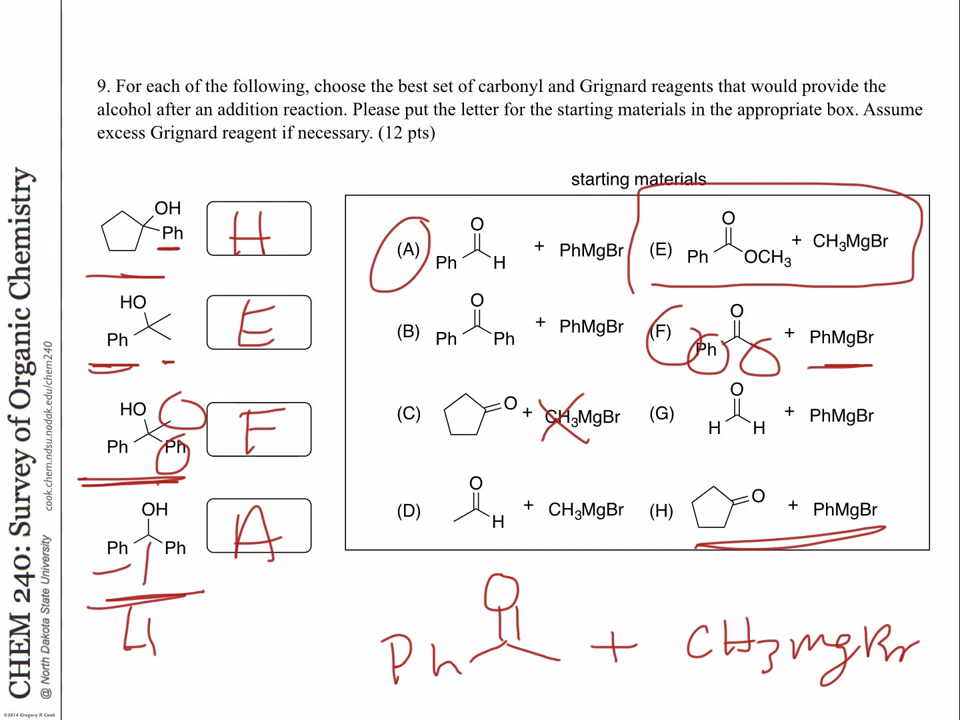 9. For each of the following, choose the best set of carbonyl and Grignard reagents that would provide the
alcohol after an addition reaction. Please put the letter for the starting materials in the appropriate box. Assume
excess Grignard reagent if necessary. (12 pts)
starting materials
OH
Ph
H
HO
Ph
E
HO
Ph
Ph
F
OH
Ph
Ph
A
H
(A)
O
Ph
H
+
PhMgBr
(E)
O
Ph
OCH3
+ CH3MgBr
(B)
O
Ph
Ph
+
PhMgBr
(F)
O
Ph
+
PhMgBr
(C)
O
+
CH3MgBr
(G)
O
H
H
+
PhMgBr
(D)
O
H
+
CH3MgBr
(H)
O
+
PhMgBr
O
Ph
+ CH3MgBr
CHEM 240: Survey of Organic Chemistry
@ North Dakota State University cook.chem.ndsu.nodak.edu/chem240
©2014 Gregory R Cook